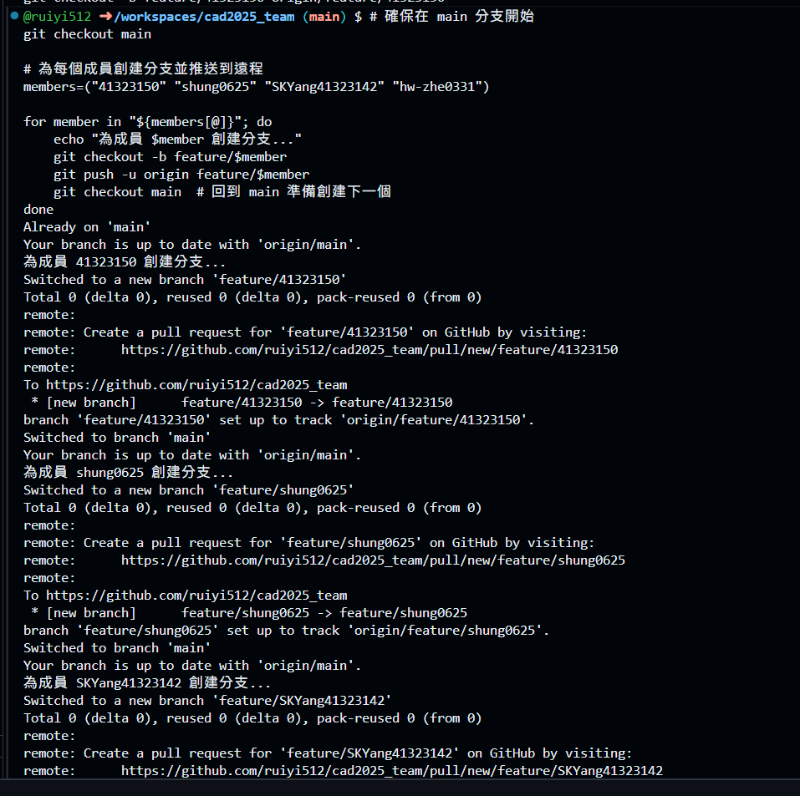 @ruiyi512 ➜ /workspaces/cad2025_team (main) $ # 確保在 main 分支開始
git checkout main
# 為每個成員創建分支並推送到遠程
members=("41323150" "shung0625" "SKYang41323142" "hw-zhe0331")
for member in "${members[@]}"; do
    echo "為成員 $member 創建分支..."
    git checkout -b feature/$member
    git push -u origin feature/$member
    git checkout main  # 回到 main 準備創建下一個
done
Already on 'main'
Your branch is up to date with 'origin/main'.
為成員 41323150 創建分支...
Switched to a new branch 'feature/41323150'
Total 0 (delta 0), reused 0 (delta 0), pack-reused 0 (from 0)
remote:
remote: Create a pull request for 'feature/41323150' on GitHub by visiting:
remote:      https://github.com/ruiyi512/cad2025_team/pull/new/feature/41323150
remote:
To https://github.com/ruiyi512/cad2025_team
 * [new branch]      feature/41323150 -> feature/41323150
branch 'feature/41323150' set up to track 'origin/feature/41323150'.
Switched to branch 'main'
Your branch is up to date with 'origin/main'.
為成員 shung0625 創建分支...
Switched to a new branch 'feature/shung0625'
Total 0 (delta 0), reused 0 (delta 0), pack-reused 0 (from 0)
remote:
remote: Create a pull request for 'feature/shung0625' on GitHub by visiting:
remote:      https://github.com/ruiyi512/cad2025_team/pull/new/feature/shung0625
remote:
To https://github.com/ruiyi512/cad2025_team
 * [new branch]      feature/shung0625 -> feature/shung0625
branch 'feature/shung0625' set up to track 'origin/feature/shung0625'.
Switched to branch 'main'
Your branch is up to date with 'origin/main'.
為成員 SKYang41323142 創建分支...
Switched to a new branch 'feature/SKYang41323142'
Total 0 (delta 0), reused 0 (delta 0), pack-reused 0 (from 0)
remote:
remote: Create a pull request for 'feature/SKYang41323142' on GitHub by visiting:
remote:      https://github.com/ruiyi512/cad2025_team/pull/new/feature/SKYang41323142